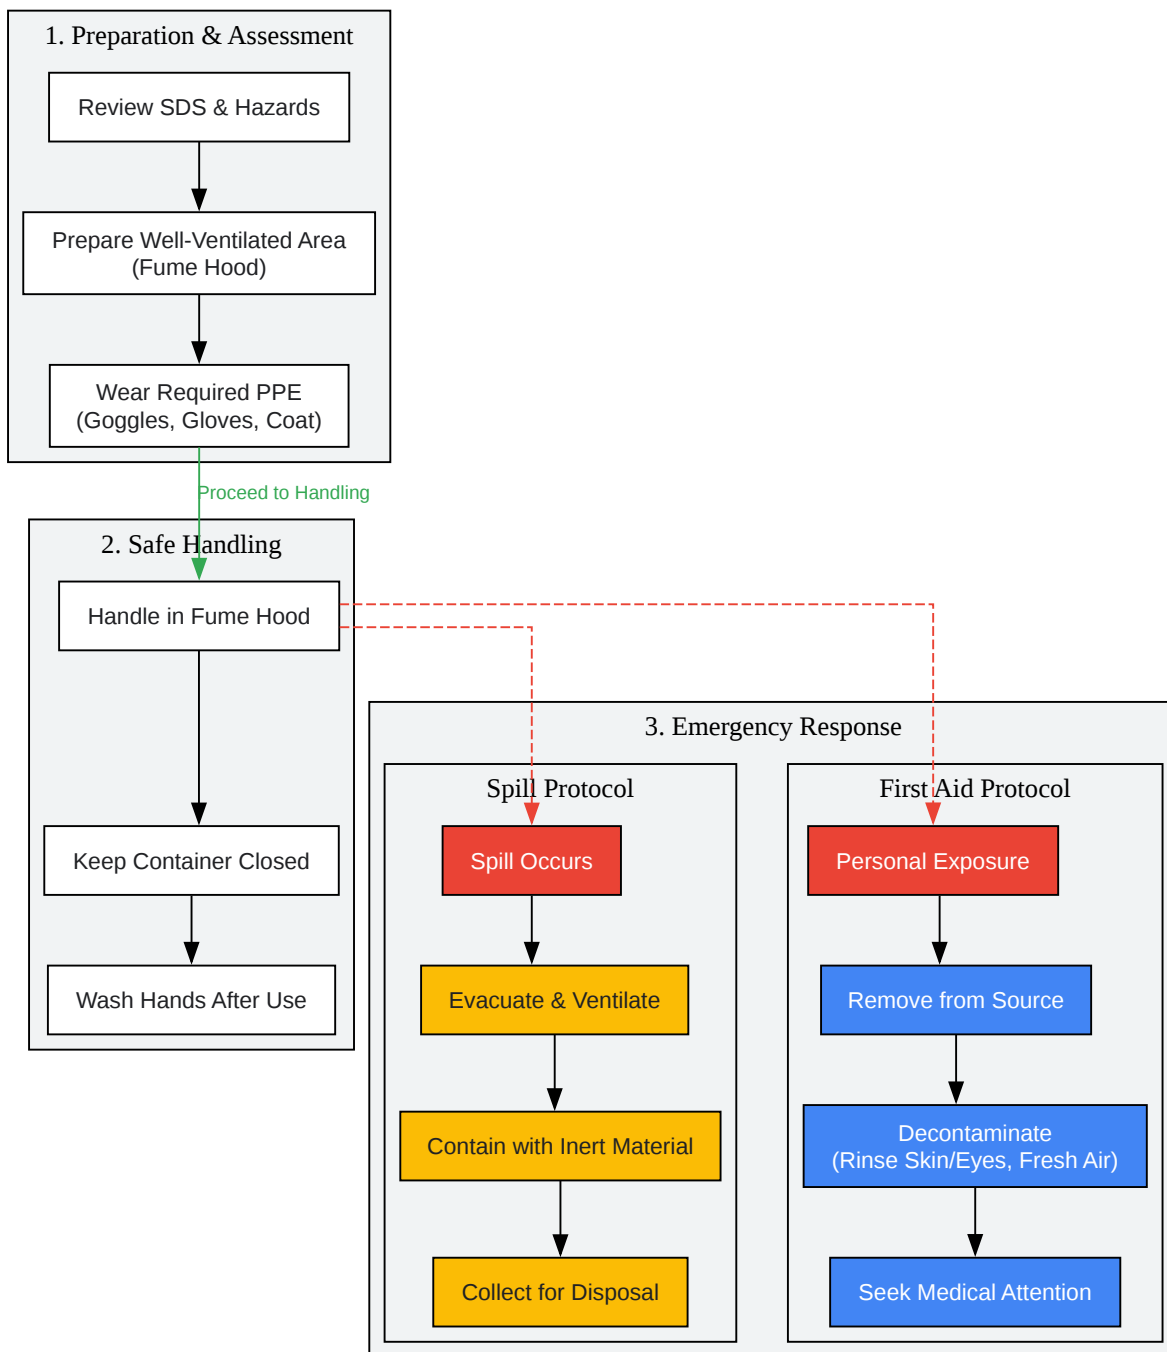 1. Preparation & Assessment
Review SDS & Hazards
Prepare Well-Ventilated Area
(Fume Hood)
Wear Required PPE
(Goggles, Gloves, Coat)
Proceed to Handling
2. Safe Handling
Handle in Fume Hood
Keep Container Closed
Wash Hands After Use
3. Emergency Response
Spill Protocol
Spill Occurs
Evacuate & Ventilate
Contain with Inert Material
Collect for Disposal
First Aid Protocol
Personal Exposure
Remove from Source
Decontaminate
(Rinse Skin/Eyes, Fresh Air)
Seek Medical Attention